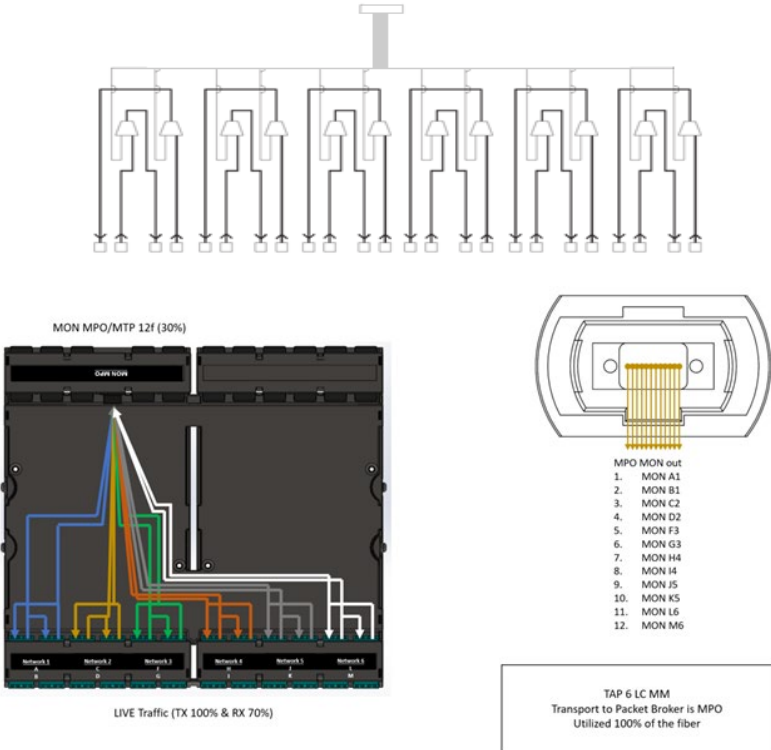 MON MPO/MTP 12f (30%)
MON MPO
MPO MON out
1. MON A1
2. MON B1
3. MON C2
4. MON D2
5. MON F3
6. MON G3
7. MON H4
8. MON I4
9. MON J5
10. MON K5
11. MON L6
12. MON M6
Network 1 Network 2 Network 3 Network 4 Network 5 Network 6
A C F H J L
B D G I K M
LIVE Traffic (TX 100% & RX 70%)
TAP 6 LC MM
Transport to Packet Broker is MPO
Utilized 100% of the fiber